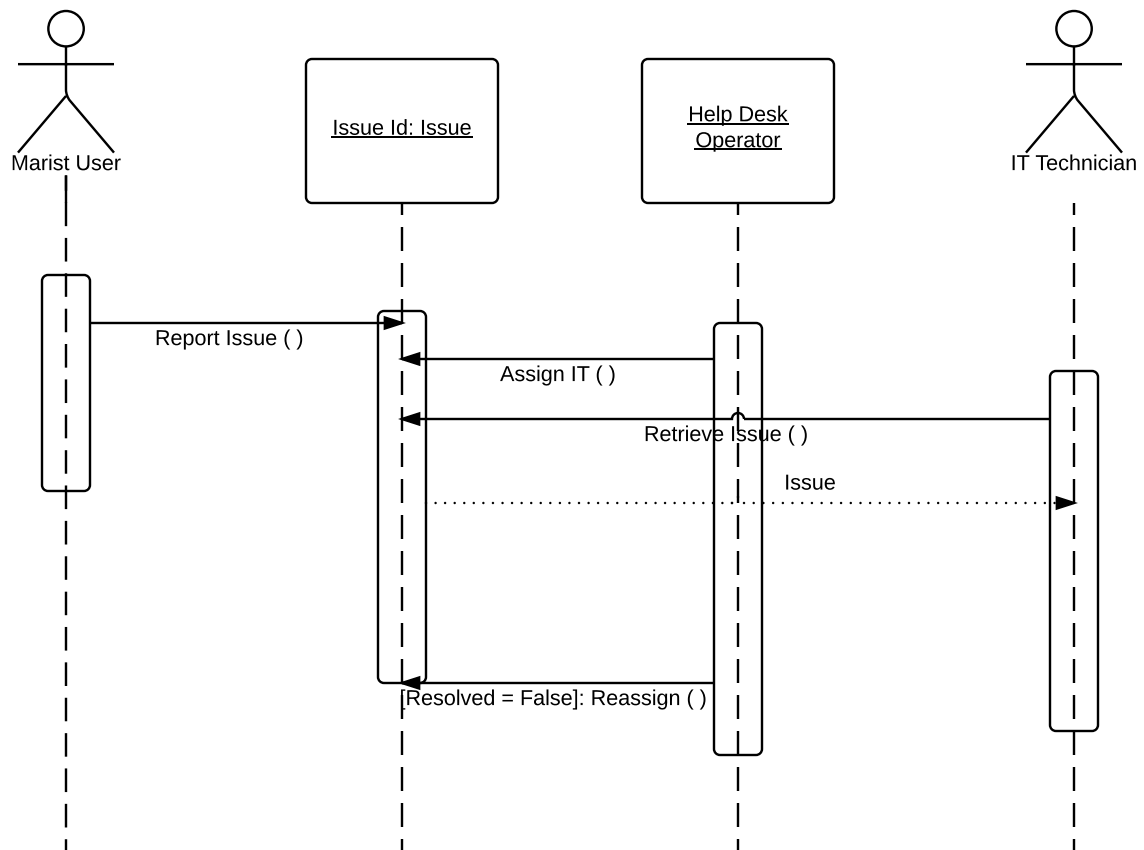 Marist User
Issue Id: Issue
Help Desk
Operator
IT Technician
Report Issue ( )
Assign IT ( )
Retrieve Issue ( )
Issue
[Resolved = False]: Reassign ( )